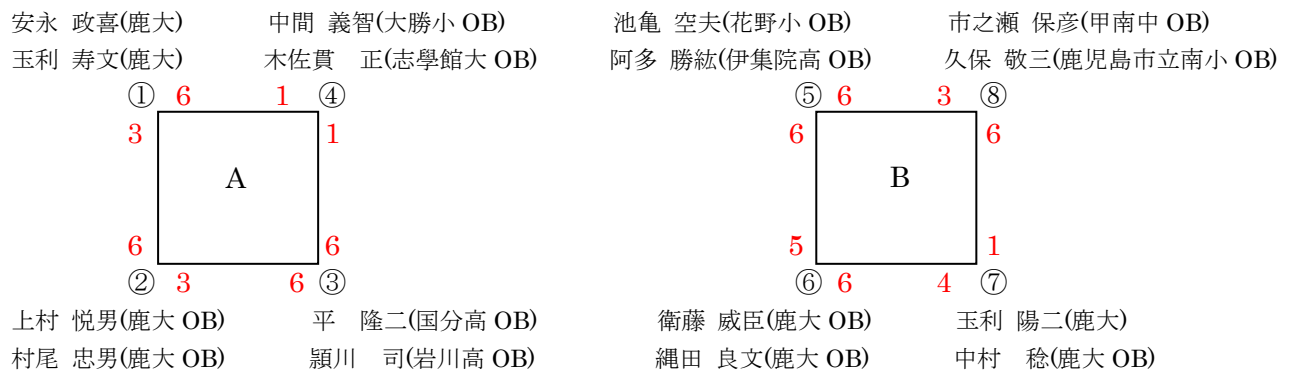 安永 政喜(鹿大) 中間 義智(大勝小 OB) 池亀 空夫(花野小 OB) 市之瀬 保彦(甲南中 OB)
玉利 寿文(鹿大) 木佐貫 正(志學館大 OB) 阿多 勝紘(伊集院高 OB) 久保 敬三(鹿児島市立南小 OB)
① 6 1 ④ ⑤ 6 3 ⑧
3 1 6 6
A B
6 6 5 1
② 3 6 ③ ⑥ 6 4 ⑦
上村 悦男(鹿大 OB) 平 隆二(国分高 OB) 衛藤 威臣(鹿大 OB) 玉利 陽二(鹿大)
村尾 忠男(鹿大 OB) 頴川 司(岩川高 OB) 縄田 良文(鹿大 OB) 中村 稔(鹿大 OB)